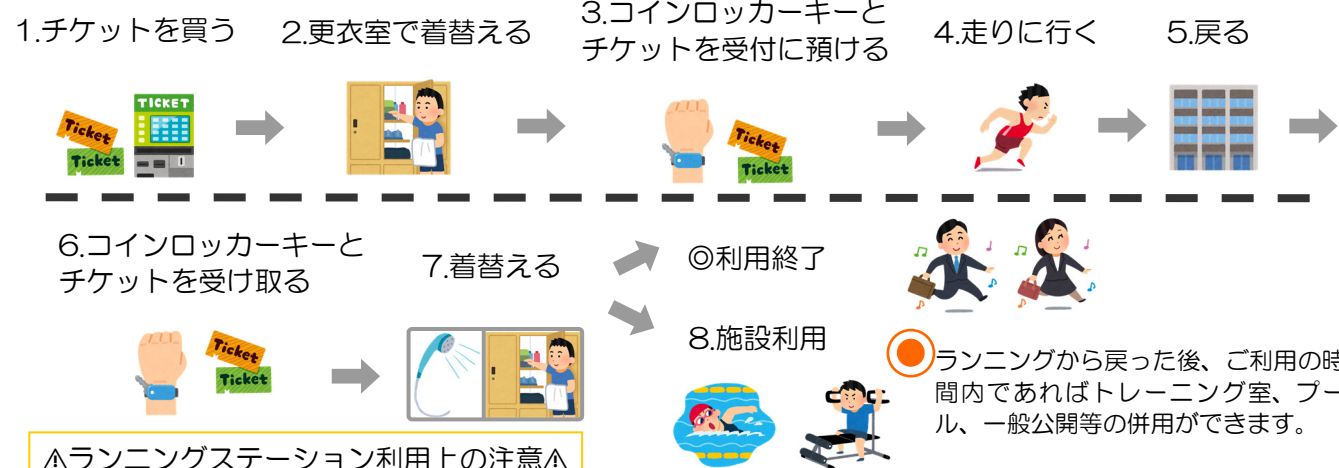 1.チケットを買う
2.更衣室で着替える
3.コインロッカーキーと
チケットを受付に預ける
4.走りに行く
5.戻る
Ticket
Ticket
TICKET
Ticket
Ticket
6.コインロッカーキーと
チケットを受け取る
7.着替える
◎利用終了
8.施設利用
Ticket
Ticket
ランニングから戻った後、ご利用の時
間内であればトレーニング室、プー
ル、一般公開等の併用ができます。
⚠ランニングステーション利用上の注意⚠